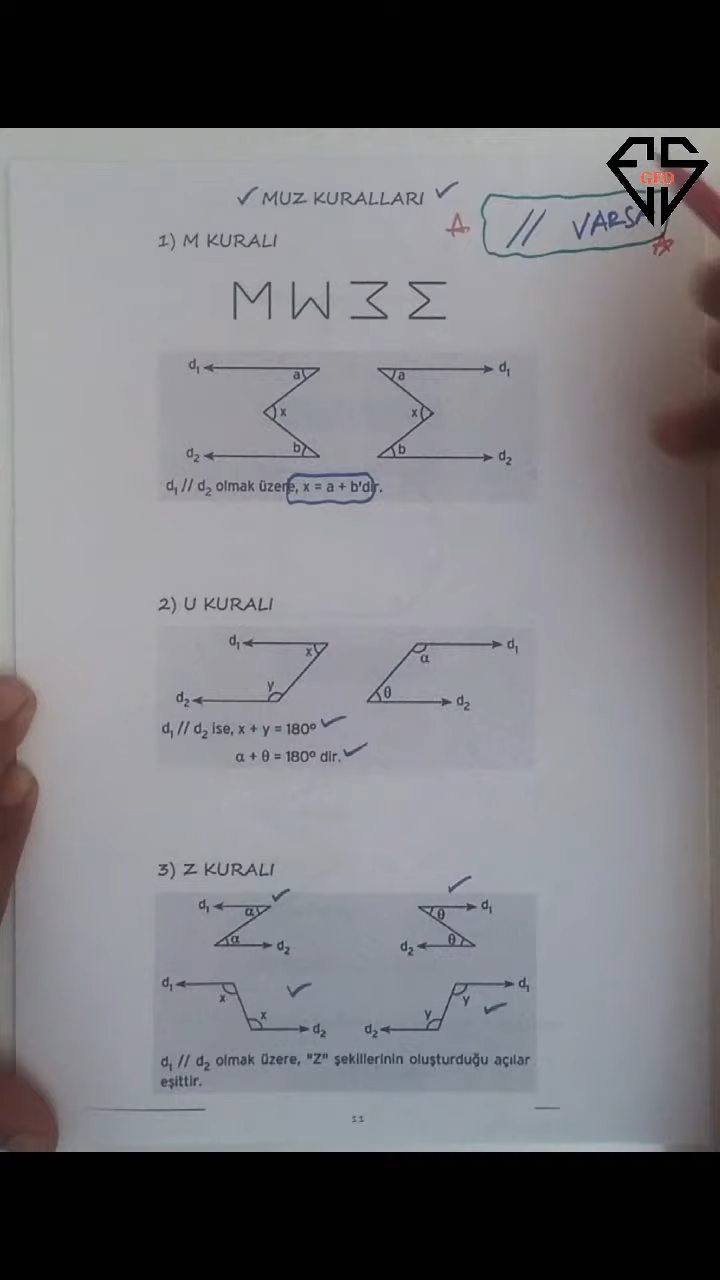 GEO
✓ MUZ KURALLARI ✓
// VARSA
1) M KURALI
M W Σ Σ
d₁ a a d₁
x x
d₂ b b d₂
d₁ // d₂ olmak üzere, x = a + b'dir.
2) U KURALI
d₁ x α d₁
d₂ y θ d₂
d₁ // d₂ ise, x + y = 180° ✓
α + θ = 180° dir. ✓
3) Z KURALI
d₁ α θ d₁
α d₂ d₂ θ
d₁ x y d₁
x d₂ d₂ y
d₁ // d₂ olmak üzere, "Z" şekillerinin oluşturduğu açılar
eşittir.
11